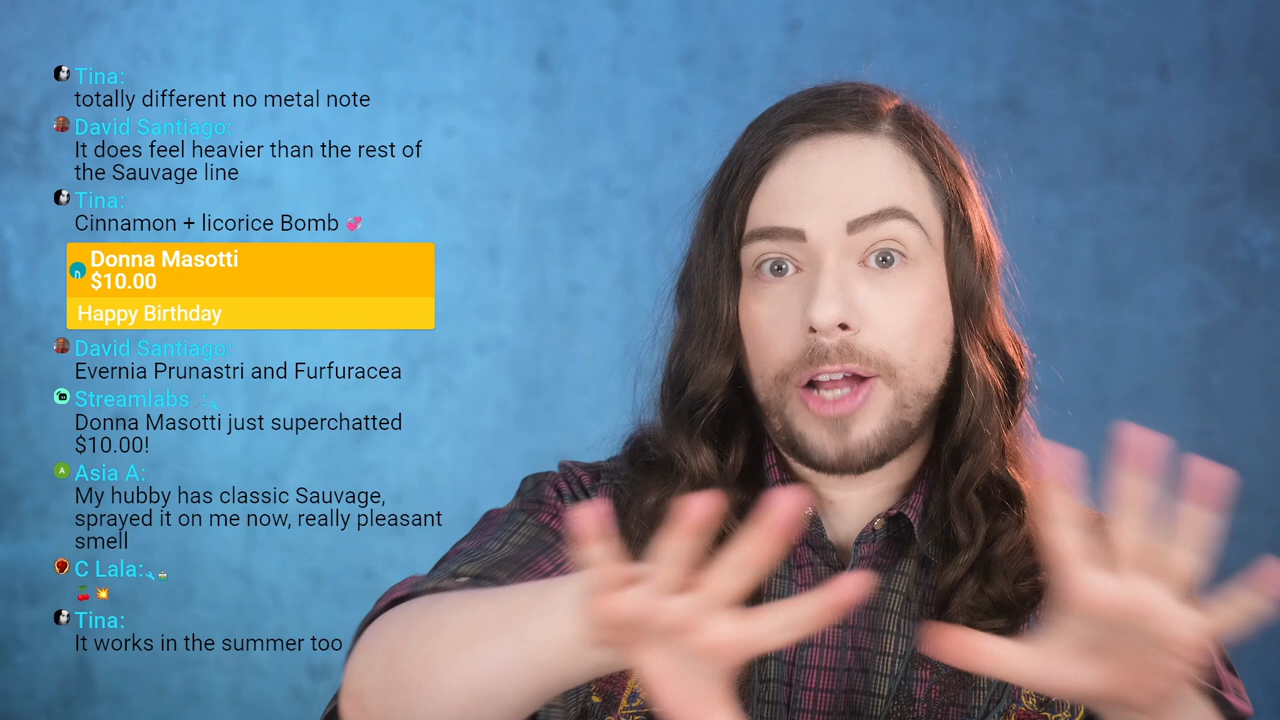 Tina:
totally different no metal note
David Santiago:
It does feel heavier than the rest of
the Sauvage line
Tina:
Cinnamon + licorice Bomb 💞
Donna Masotti
$10.00
Happy Birthday
David Santiago:
Evernia Prunastri and Furfuracea
Streamlabs :
Donna Masotti just superchatted
$10.00!
A
Asia A:
My hubby has classic Sauvage,
sprayed it on me now, really pleasant
smell
C Lala:
🍒 💥
Tina:
It works in the summer too